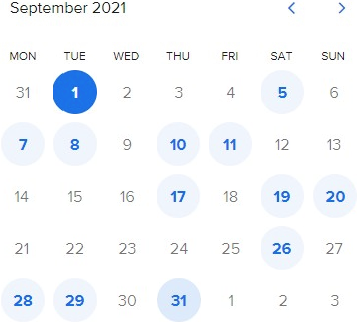 September 2021
MON TUE WED THU FRI SAT SUN
31 1 2 3 4 5 6
7 8 9 10 11 12 13
14 15 16 17 18 19 20
21 22 23 24 25 26 27
28 29 30 31 1 2 3